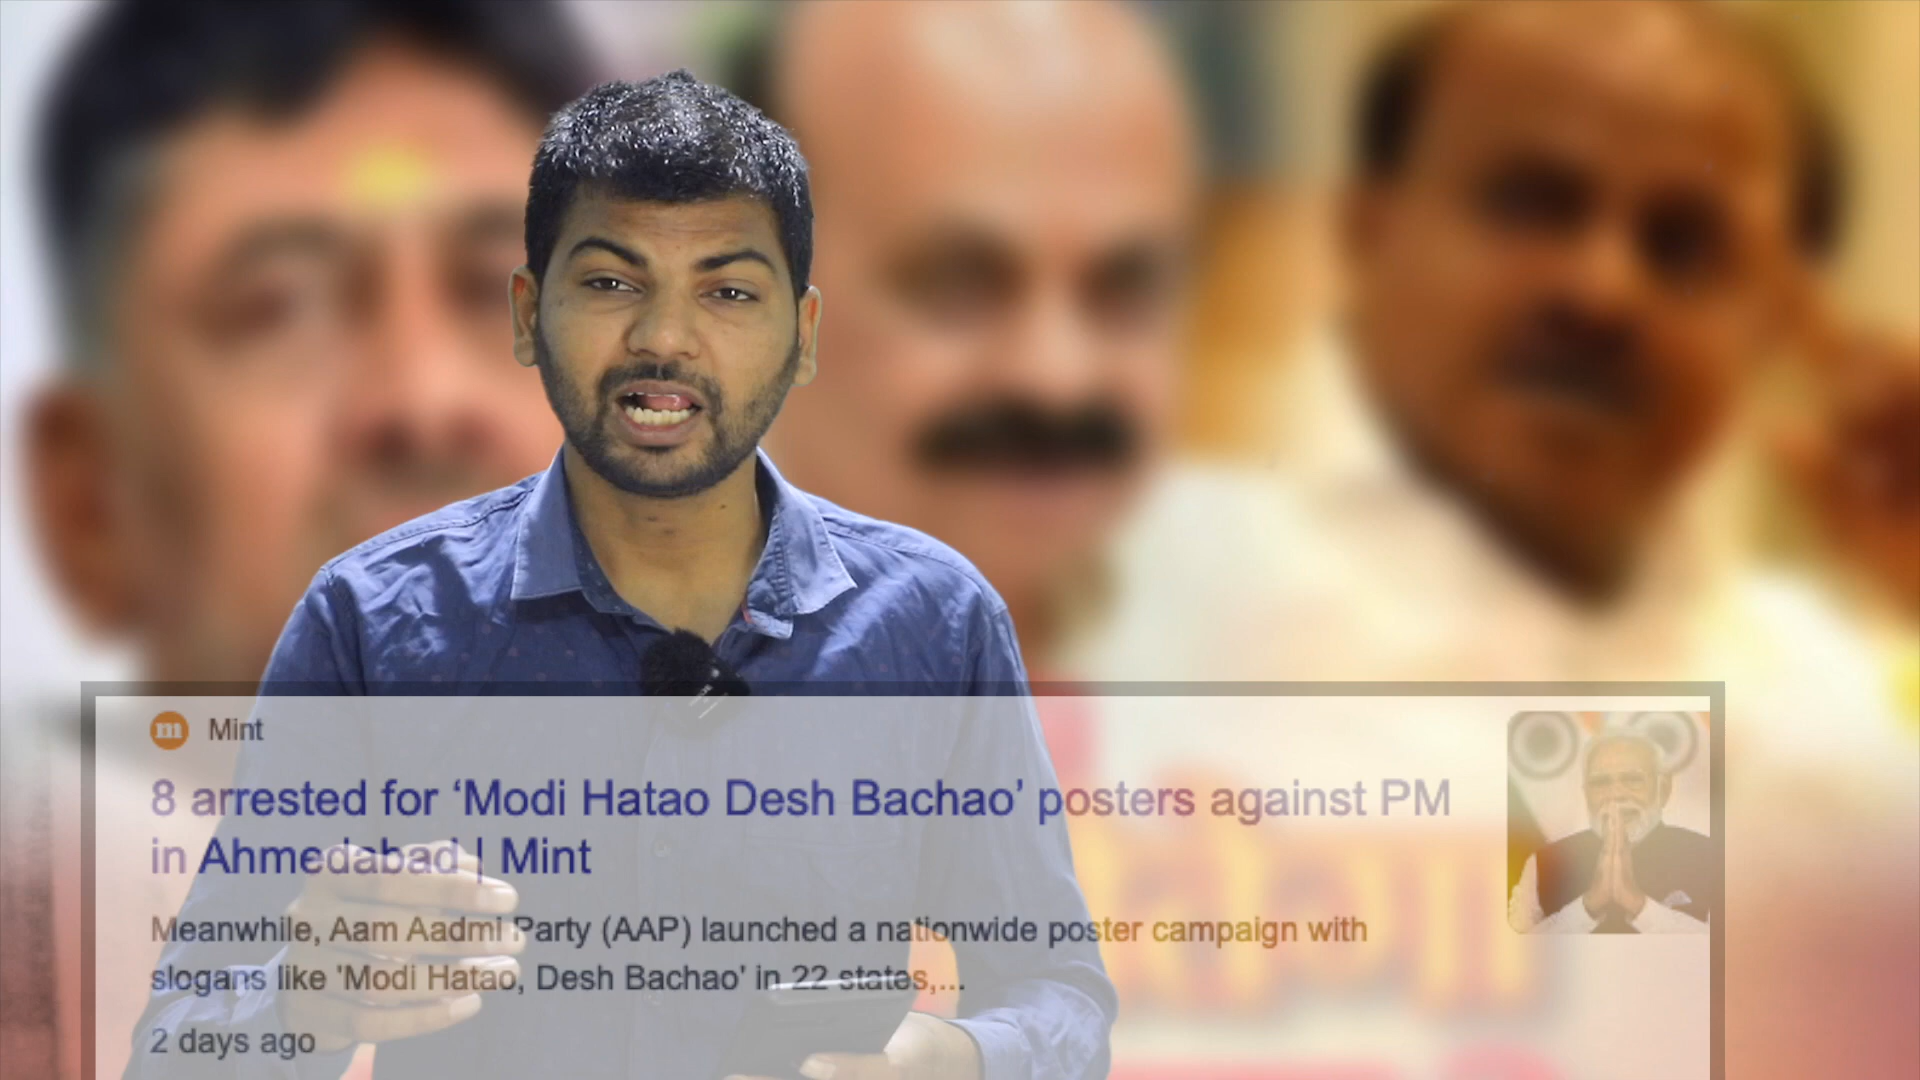 Mint
8 arrested for ‘Modi Hatao Desh Bachao’ posters against PM
in Ahmedabad | Mint
Meanwhile, Aam Aadmi Party (AAP) launched a nationwide poster campaign with
slogans like 'Modi Hatao, Desh Bachao' in 22 states,...
2 days ago